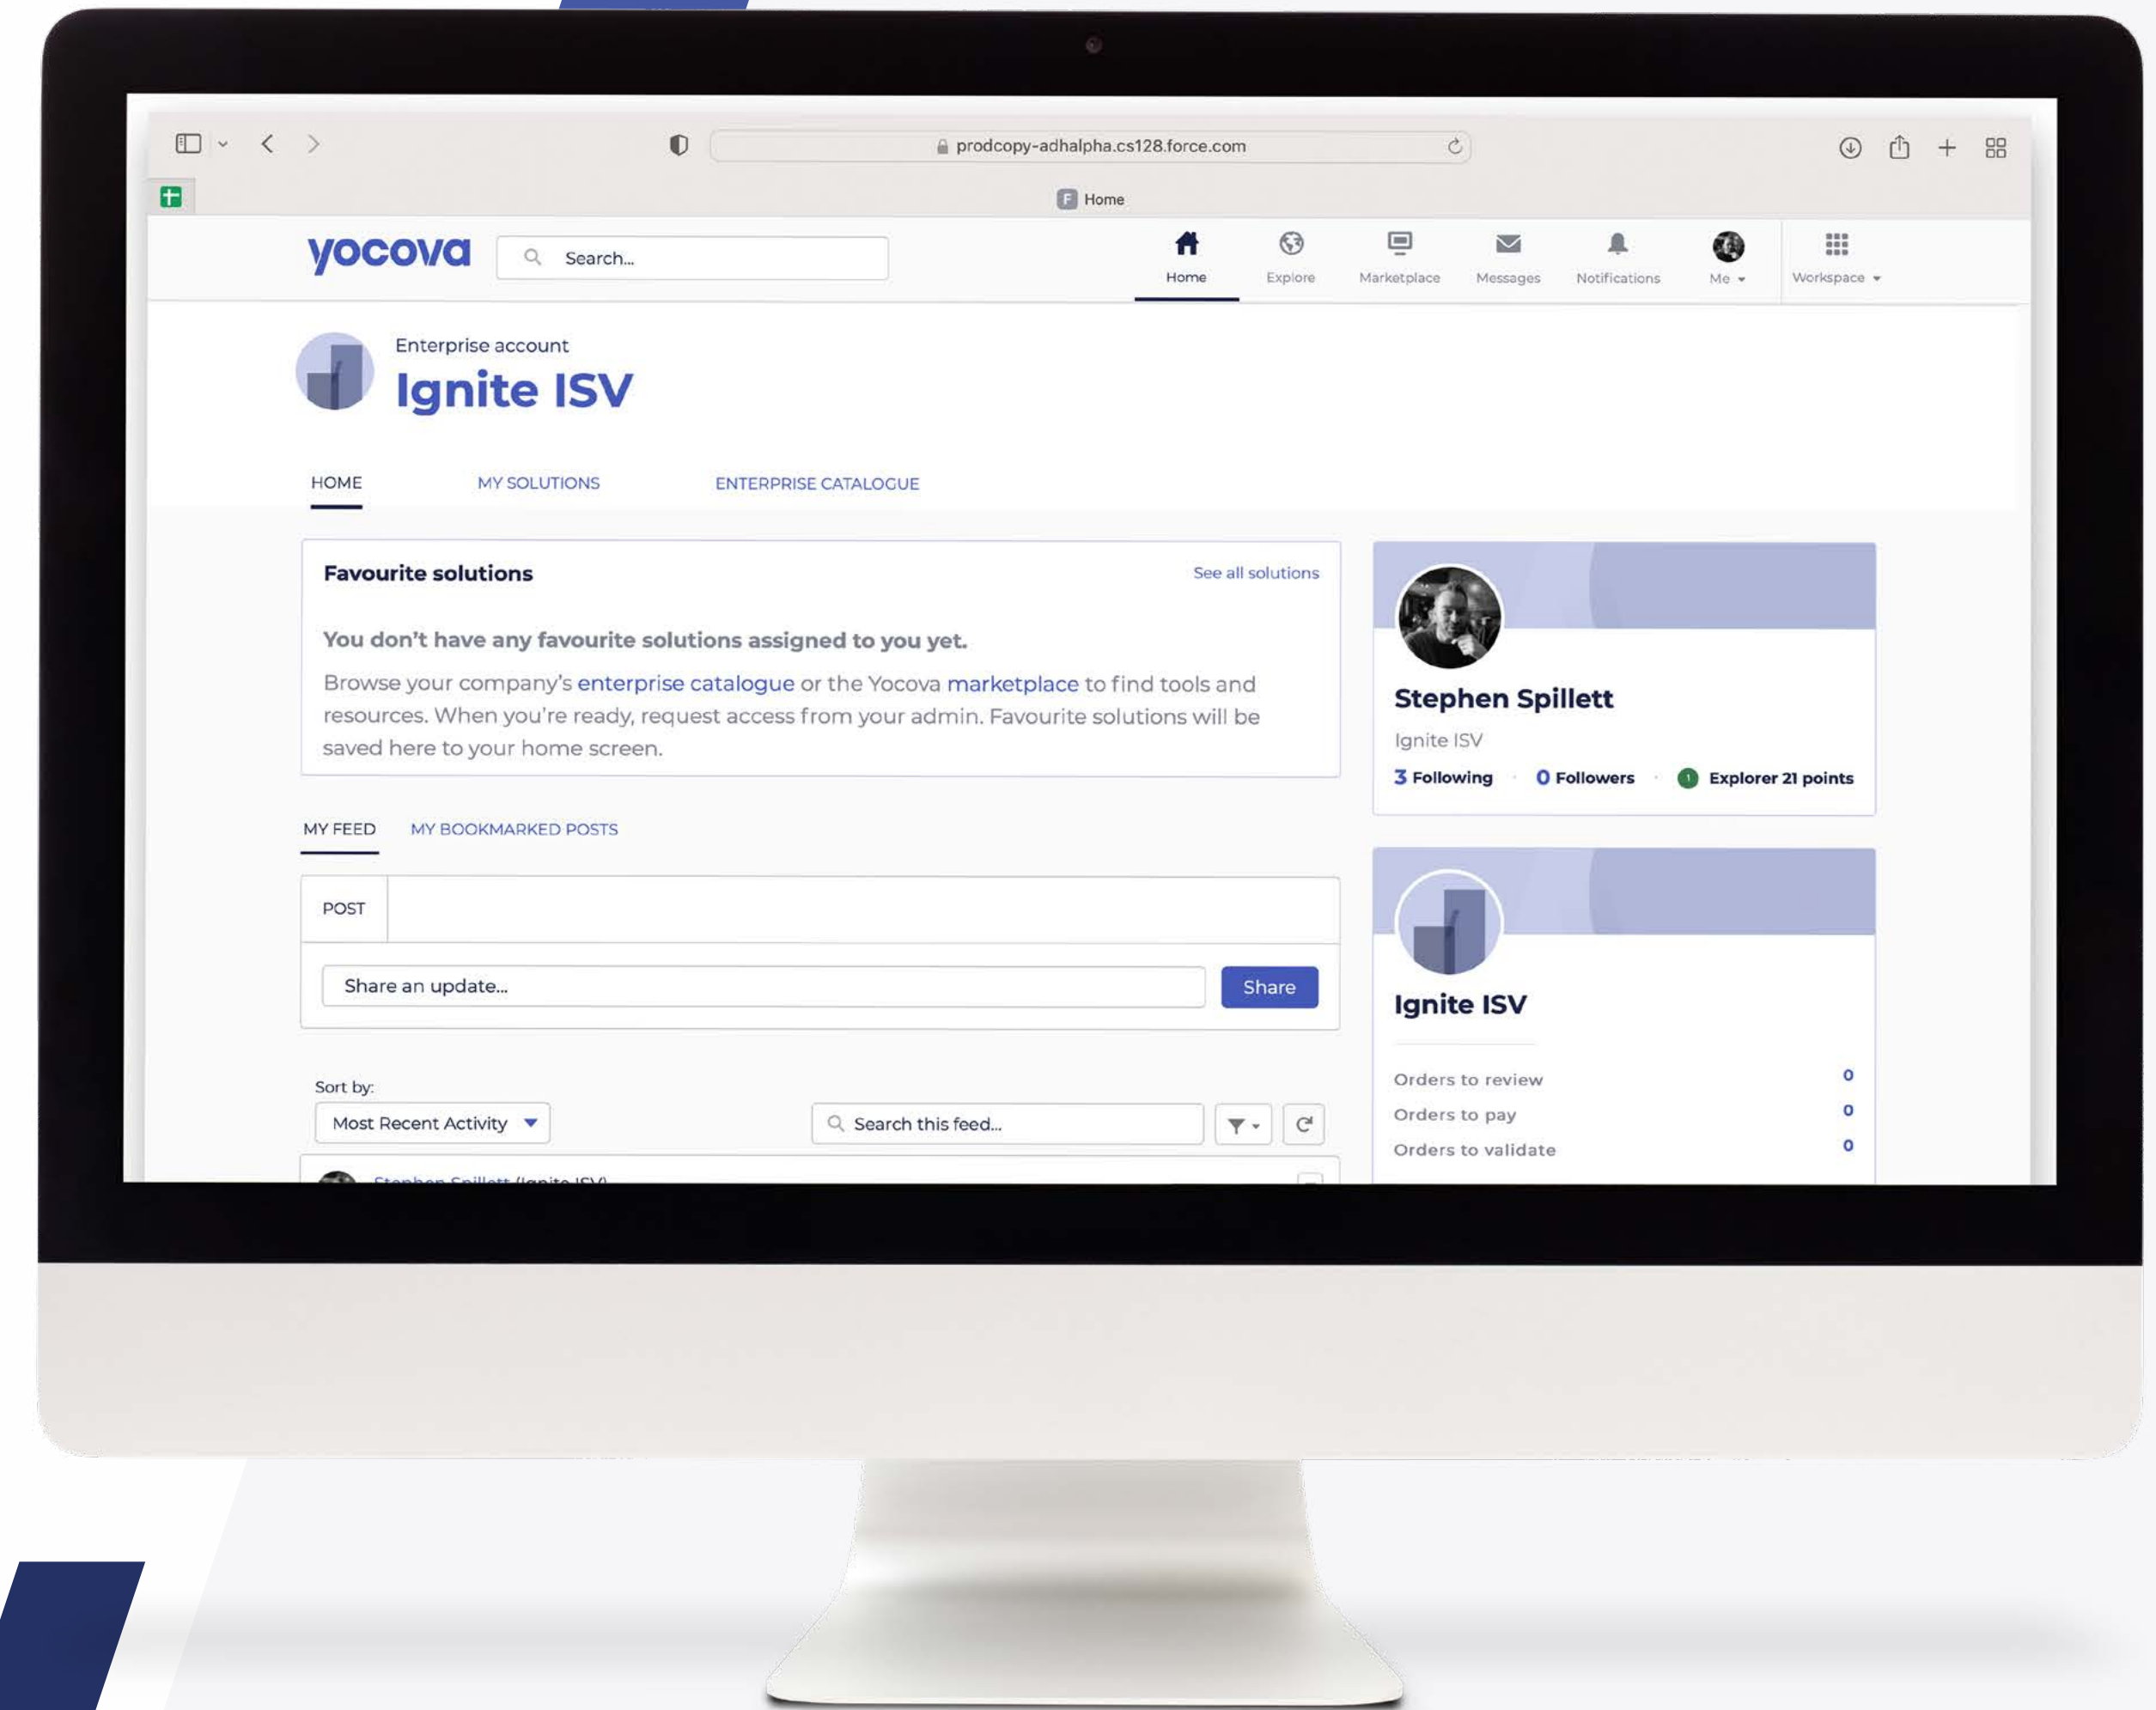 prodcopy-adhalpha.cs128.force.com
F Home
yocova
Search...
Home
Explore
Marketplace
Messages
Notifications
Me
Workspace
Enterprise account
Ignite ISV
HOME
MY SOLUTIONS
ENTERPRISE CATALOGUE
Favourite solutions
See all solutions
You don't have any favourite solutions assigned to you yet.
Browse your company's enterprise catalogue or the Yocova marketplace to find tools and
resources. When you're ready, request access from your admin. Favourite solutions will be
saved here to your home screen.
MY FEED
MY BOOKMARKED POSTS
POST
Share an update...
Share
Sort by:
Most Recent Activity
Search this feed...
Stephen Spillett (Ignite ISV)
Stephen Spillett
Ignite ISV
3 Following · 0 Followers · 1 Explorer 21 points
Ignite ISV
Orders to review 0
Orders to pay 0
Orders to validate 0